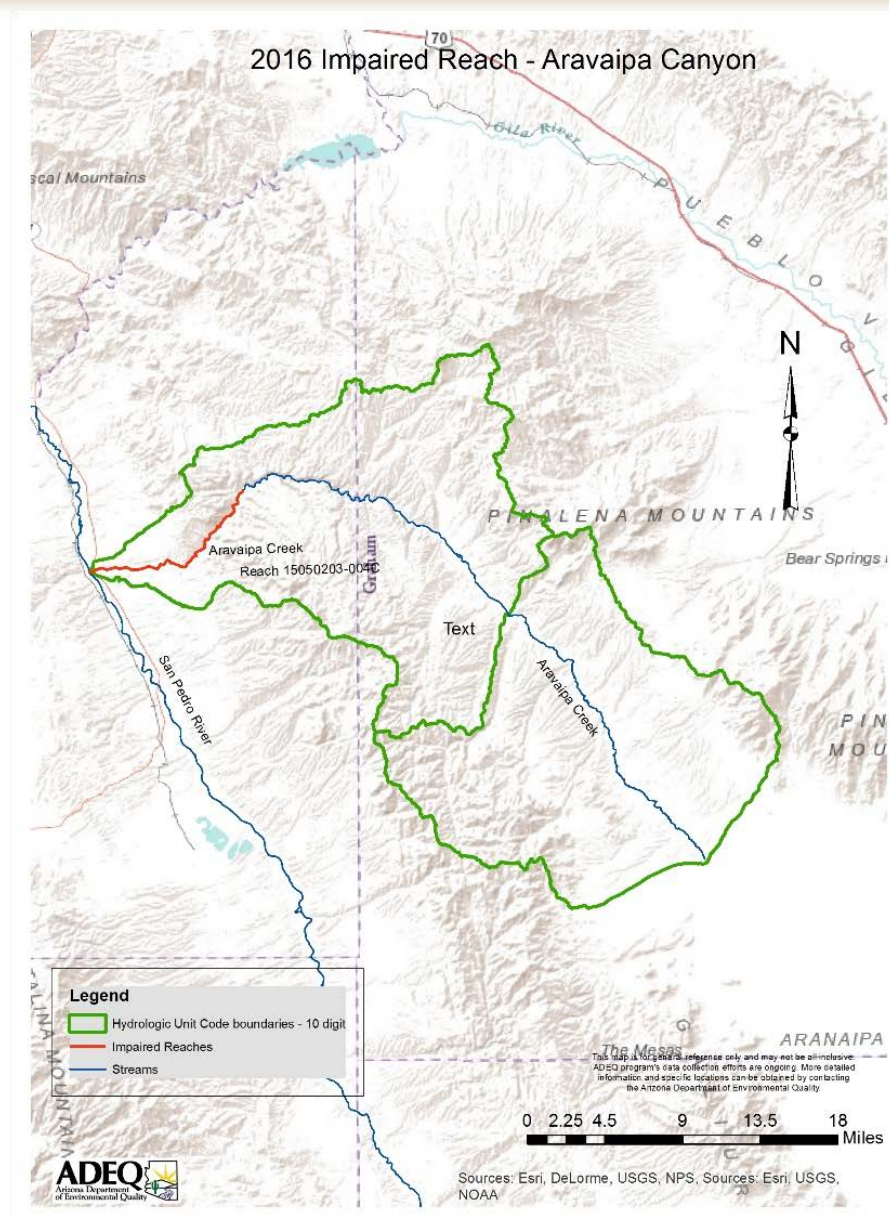 70
2016 Impaired Reach - Aravaipa Canyon
Gila River
scal Mountains
PUEBLO V
N
PINALENA MOUNTAINS
Aravaipa Creek
Reach 15050203-004C
Graham
Bear Springs
Text
Aravaipa Creek
San Pedro River
PIN
MOU
Legend
Hydrologic Unit Code boundaries - 10 digit
Impaired Reaches
Streams
ALINA MOUNTAIN
The Mesas
ARANAIPA
This map is for general reference only and may not be all inclusive.
ADEQ program's data collection efforts are ongoing. More detailed
information and specific locations can be obtained by contacting
the Arizona Department of Environmental Quality.
0 2.25 4.5 9 13.5 18
Miles
ADEQ
Arizona Department
of Environmental Quality
Sources: Esri, DeLorme, USGS, NPS, Sources: Esri, USGS,
NOAA